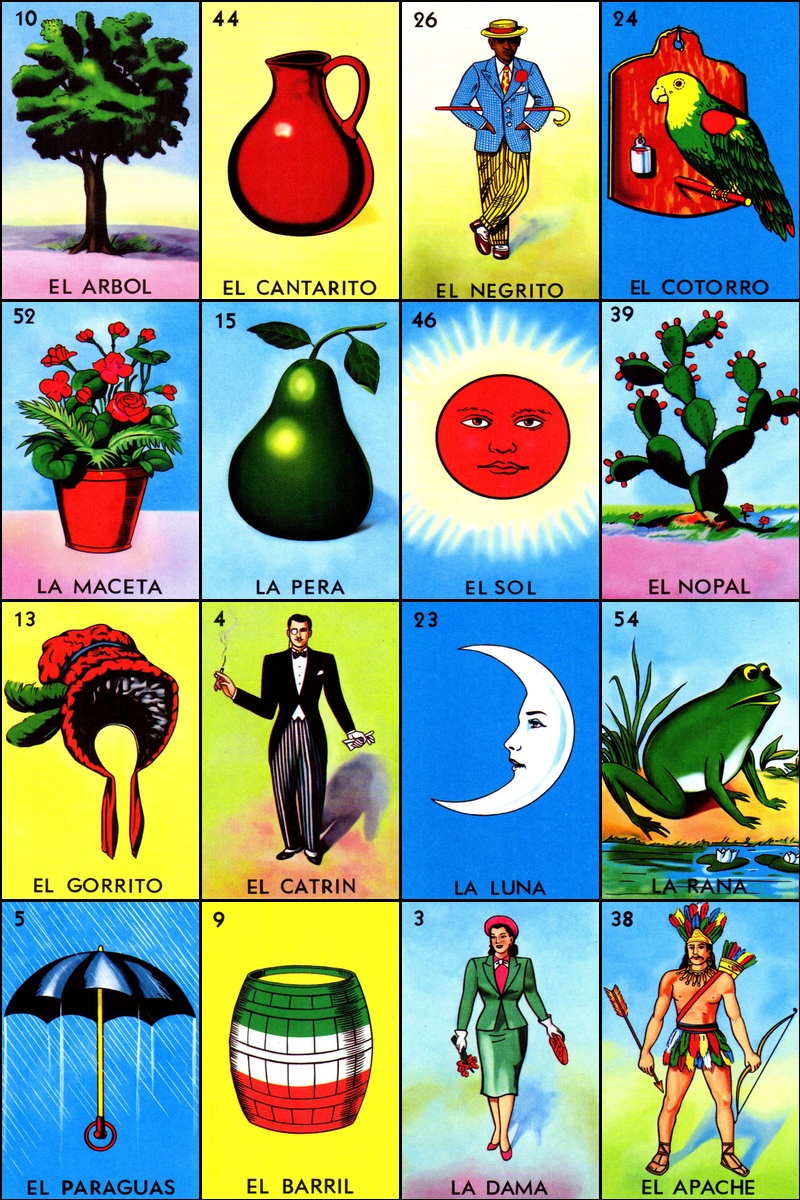 10
EL ARBOL
44
EL CANTARITO
26
EL NEGRITO
24
EL COTORRO
52
LA MACETA
15
LA PERA
46
EL SOL
39
EL NOPAL
13
EL GORRITO
4
EL CATRIN
23
LA LUNA
54
LA RANA
5
EL PARAGUAS
9
EL BARRIL
3
LA DAMA
38
EL APACHE